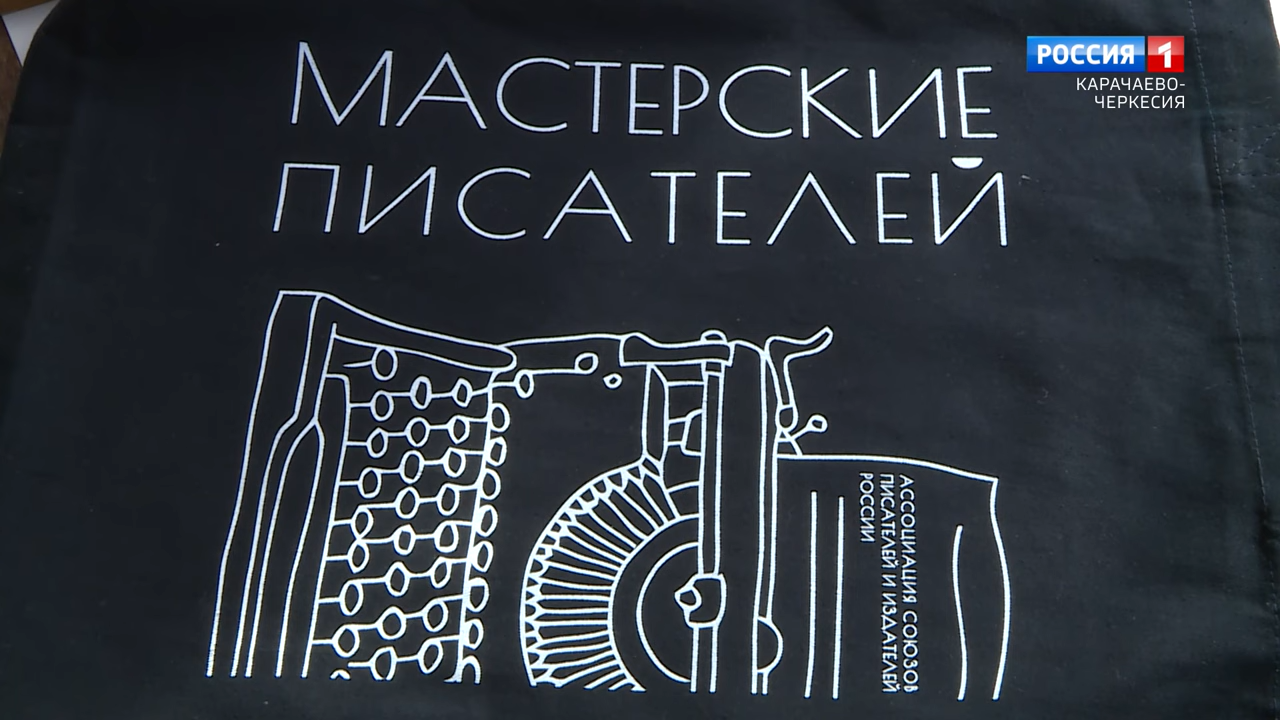 МАСТЕРСКИЕ
ПИСАТЕЛЕЙ
РОССИЯ 1
КАРАЧАЕВО-
ЧЕРКЕСИЯ
АССОЦИАЦИЯ СОЮЗОВ
ПИСАТЕЛЕЙ И ИЗДАТЕЛЕЙ
РОССИИ